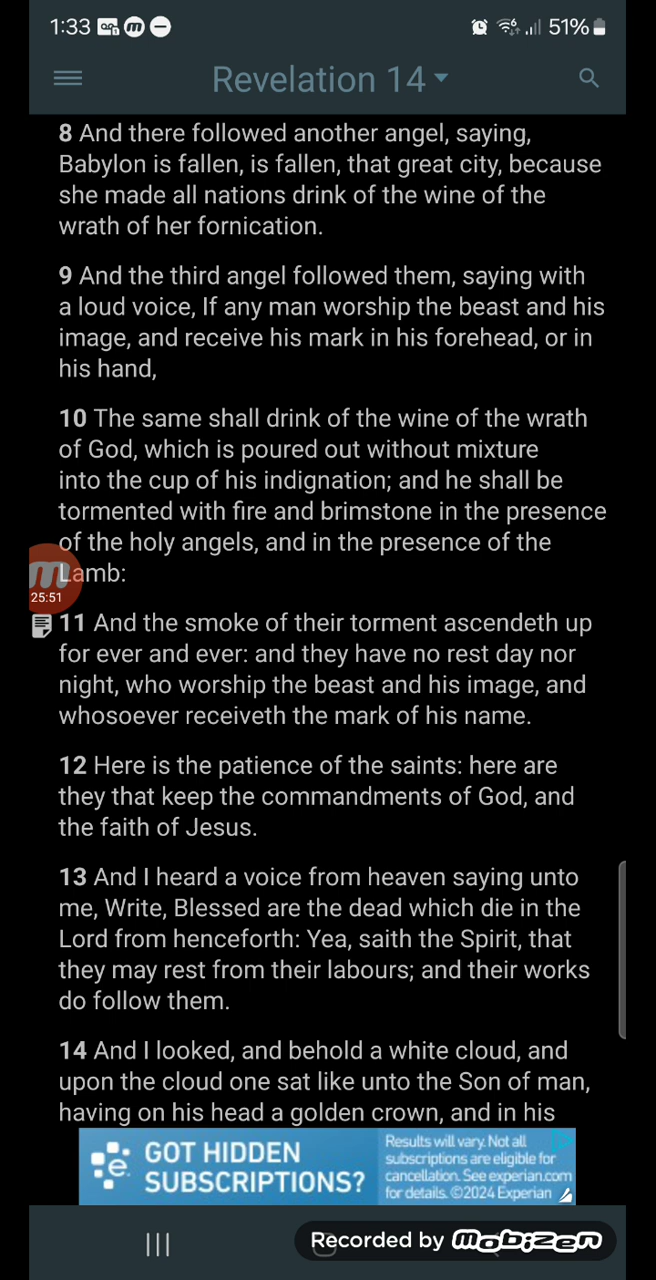 1:33 51%
Revelation 14
8 And there followed another angel, saying,
Babylon is fallen, is fallen, that great city, because
she made all nations drink of the wine of the
wrath of her fornication.
9 And the third angel followed them, saying with
a loud voice, If any man worship the beast and his
image, and receive his mark in his forehead, or in
his hand,
10 The same shall drink of the wine of the wrath
of God, which is poured out without mixture
into the cup of his indignation; and he shall be
tormented with fire and brimstone in the presence
of the holy angels, and in the presence of the
Lamb:
25:51
11 And the smoke of their torment ascendeth up
for ever and ever: and they have no rest day nor
night, who worship the beast and his image, and
whosoever receiveth the mark of his name.
12 Here is the patience of the saints: here are
they that keep the commandments of God, and
the faith of Jesus.
13 And I heard a voice from heaven saying unto
me, Write, Blessed are the dead which die in the
Lord from henceforth: Yea, saith the Spirit, that
they may rest from their labours; and their works
do follow them.
14 And I looked, and behold a white cloud, and
upon the cloud one sat like unto the Son of man,
having on his head a golden crown, and in his
GOT HIDDEN
SUBSCRIPTIONS?
Results will vary. Not all
subscriptions are eligible for
cancellation. See experian.com
for details. ©2024 Experian
Recorded by mobizen